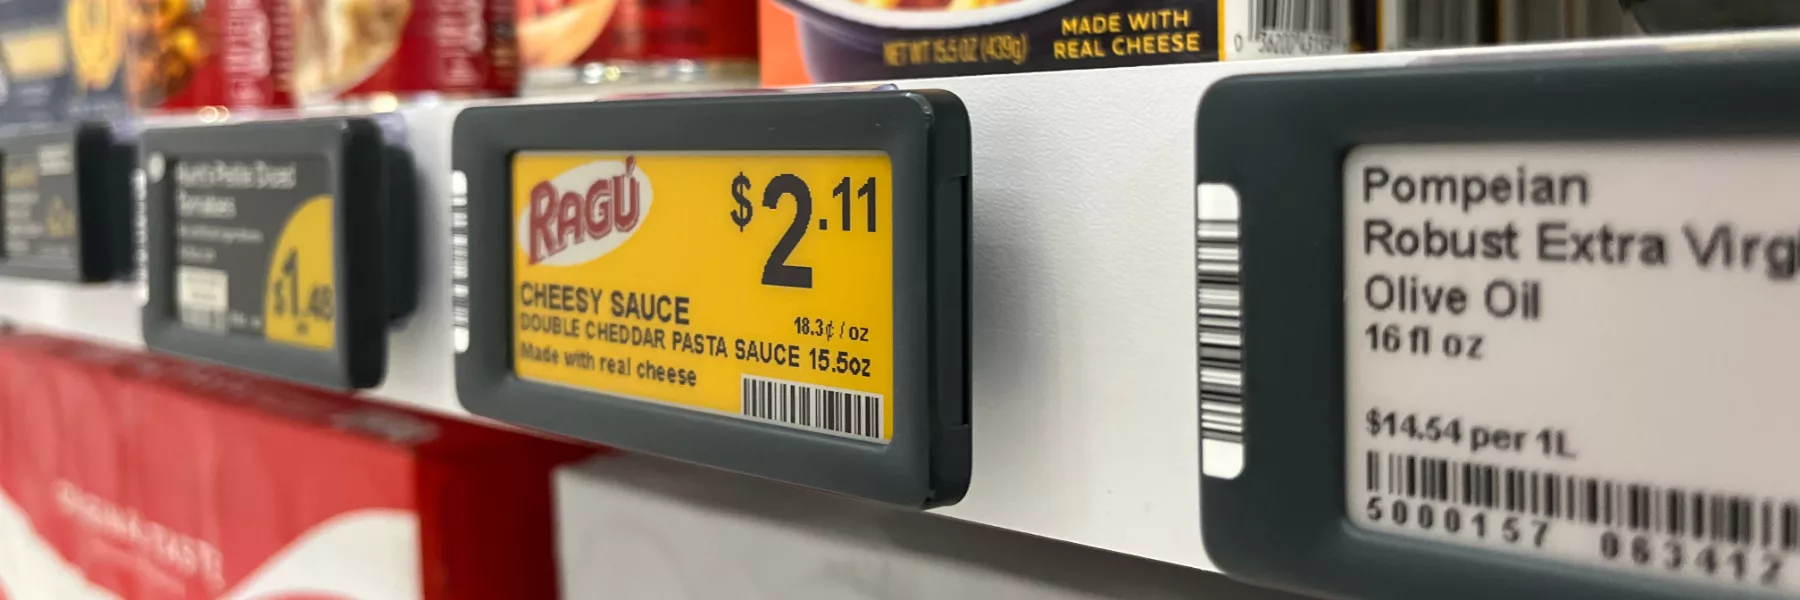 MADE WITH
REAL CHEESE
NET WT 15.5 OZ (439g)
Diced
$1.48
RAGÚ
$2.11
CHEESY SAUCE
18.3¢ / oz
DOUBLE CHEDDAR PASTA SAUCE 15.5oz
Made with real cheese
Pompeian
Robust Extra Virg
Olive Oil
16 fl oz
$14.54 per 1L
5000157 063412